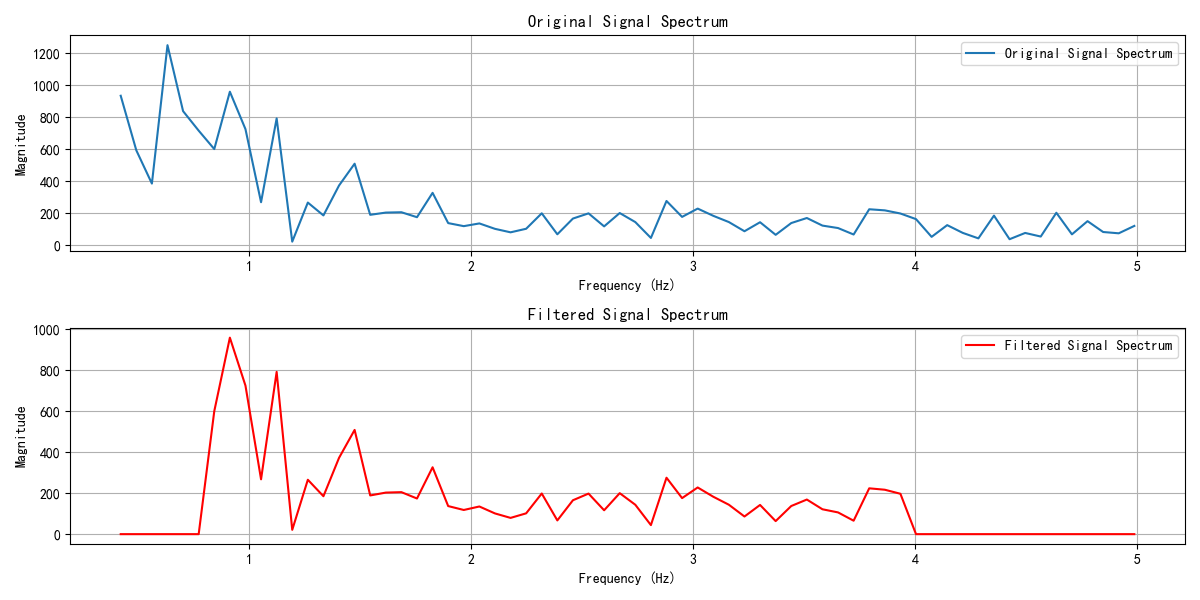 Original Signal Spectrum
Original Signal Spectrum
1200
1000
800
600
400
200
0
Magnitude
1 2 3 4 5
Frequency (Hz)
Filtered Signal Spectrum
Filtered Signal Spectrum
1000
800
600
400
200
0
Magnitude
1 2 3 4 5
Frequency (Hz)